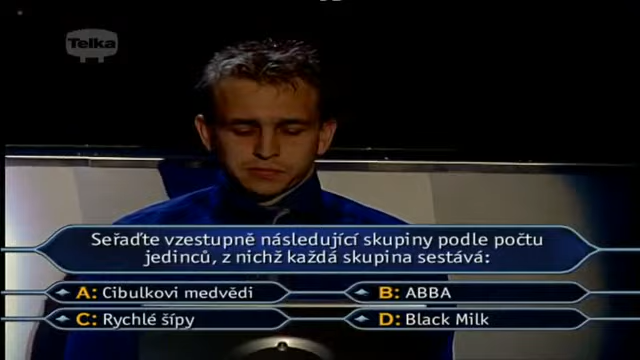 Telka
Seřaďte vzestupně následující skupiny podle počtu
jedinců, z nichž každá skupina sestává:
A: Cibulkovi medvědi
B: ABBA
C: Rychlé šípy
D: Black Milk